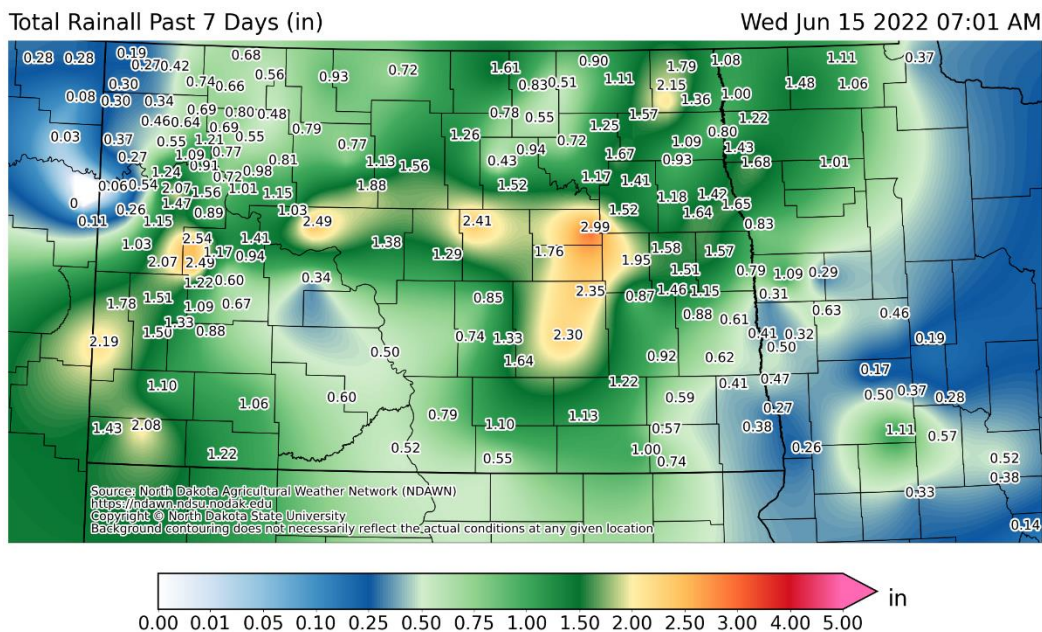 Total Rainall Past 7 Days (in) Wed Jun 15 2022 07:01 AM
0.28 0.28 0.19 0.68 0.90 1.79 1.08 1.11 0.37
0.27 0.42 0.56 0.93 0.72 1.61 0.83 0.51 1.11 2.15 1.48 1.06
0.30 0.74 0.66
0.08 0.30 0.34 1.36 1.00
0.69 0.80 0.48 0.78 0.55 1.57 1.22
0.46 0.64 0.69 0.79 1.25 0.80
0.03 0.37 0.55 1.21 0.55 0.77 1.26 0.94 0.72 1.09 1.43
0.27 1.09 0.77 0.81 1.13 1.56 0.43 1.67 0.93 1.68 1.01
0.91
1.24 0.72 0.98 1.17 1.41
0.06 0.54 2.07 1.56 1.01 1.15 1.88 1.52 1.18 1.42
0 1.47 1.65
0.26 0.89 1.03 1.52 1.64
0.11 1.15 2.49 2.41 2.99 0.83
1.03 2.54 1.41 1.38 1.29 1.76 1.58 1.57
1.17 0.94
2.07 2.49 1.95 1.51 0.79 1.09 0.29
1.22 0.60 0.34 2.35 1.46 1.15
1.78 1.51 1.09 0.67 0.85 0.87 0.31
1.33 0.88 0.61 0.63 0.46
1.50 0.88 0.74 1.33 2.30 0.41 0.32 0.19
2.19 0.50 1.64 0.92 0.62 0.50
1.10 1.22 0.41 0.47 0.17
1.06 0.60 0.59 0.50 0.37 0.28
1.43 2.08 0.79 1.10 1.13 0.57 0.38 0.27 1.11 0.57
1.22 0.52 0.55 1.00 0.74 0.26 0.52
0.38
0.33
0.14
Source: North Dakota Agricultural Weather Network (NDAWN)
https://ndawn.ndsu.nodak.edu
Copyright © North Dakota State University
Background contouring does not necessarily reflect the actual conditions at any given location
in
0.00 0.01 0.05 0.10 0.25 0.50 0.75 1.00 1.50 2.00 2.50 3.00 4.00 5.00